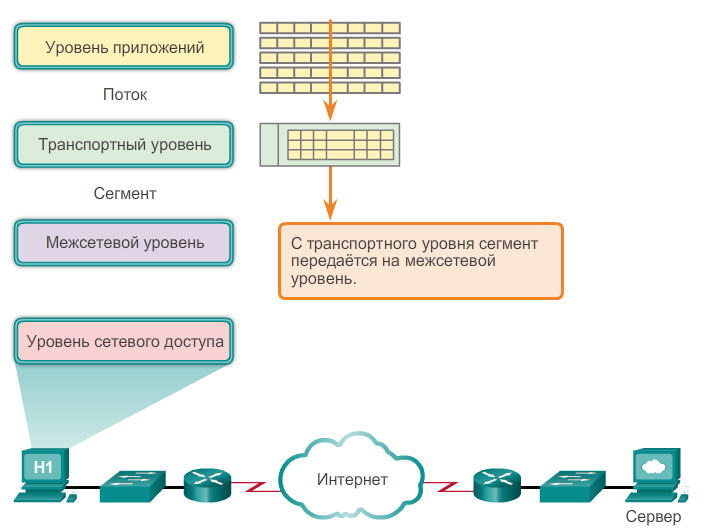 Уровень приложений
Поток
Транспортный уровень
Сегмент
Межсетевой уровень
С транспортного уровня сегмент
передаётся на межсетевой
уровень.
Уровень сетевого доступа
H1
Интернет
Сервер